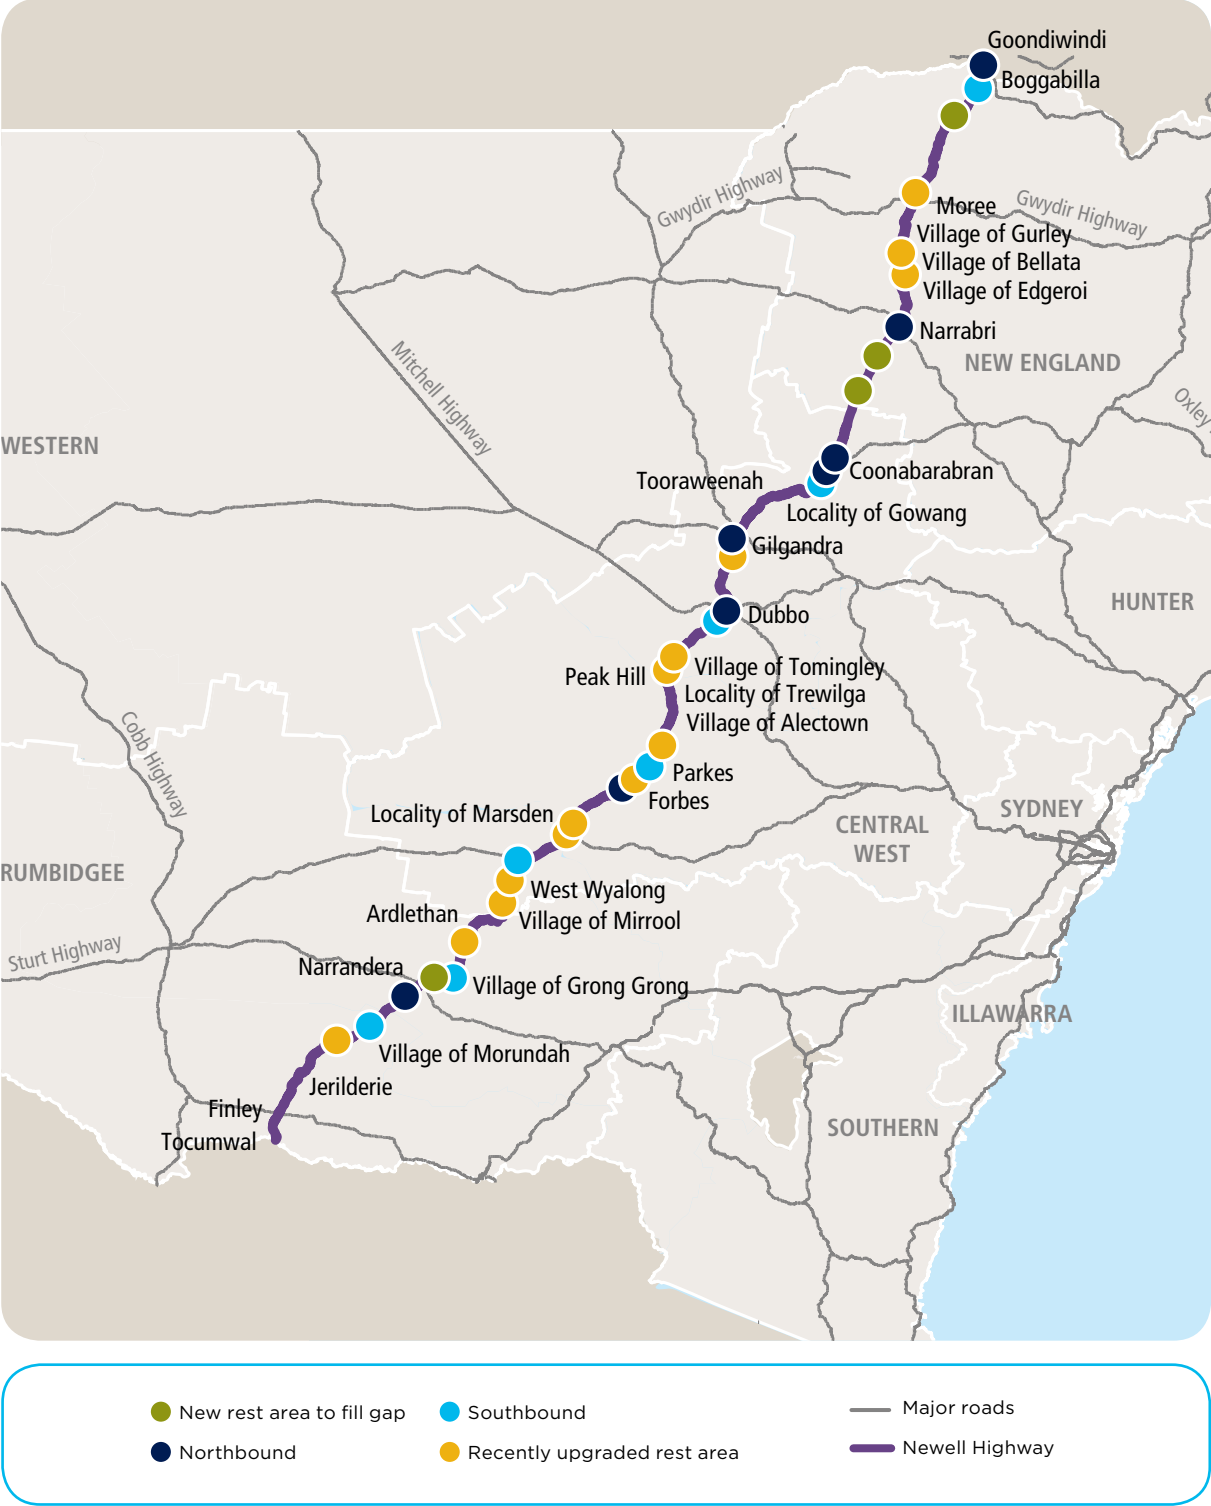 Goondiwindi
Boggabilla
Gwydir Highway
Gwydir Highway
Moree
Village of Gurley
Village of Bellata
Village of Edgeroi
Narrabri
NEW ENGLAND
Mitchell Highway
Oxley
WESTERN
Coonabarabran
Tooraweenah
Locality of Gowang
Gilgandra
HUNTER
Dubbo
Village of Tomingley
Peak Hill
Locality of Trewilga
Village of Alectown
Cobb Highway
Parkes
Forbes
Locality of Marsden
SYDNEY
CENTRAL
WEST
RUMBIDGEE
West Wyalong
Ardlethan
Village of Mirrool
Sturt Highway
Narrandera
Village of Grong Grong
ILLAWARRA
Village of Morundah
Jerilderie
Finley
SOUTHERN
Tocumwal
New rest area to fill gap
Southbound
Major roads
Northbound
Recently upgraded rest area
Newell Highway